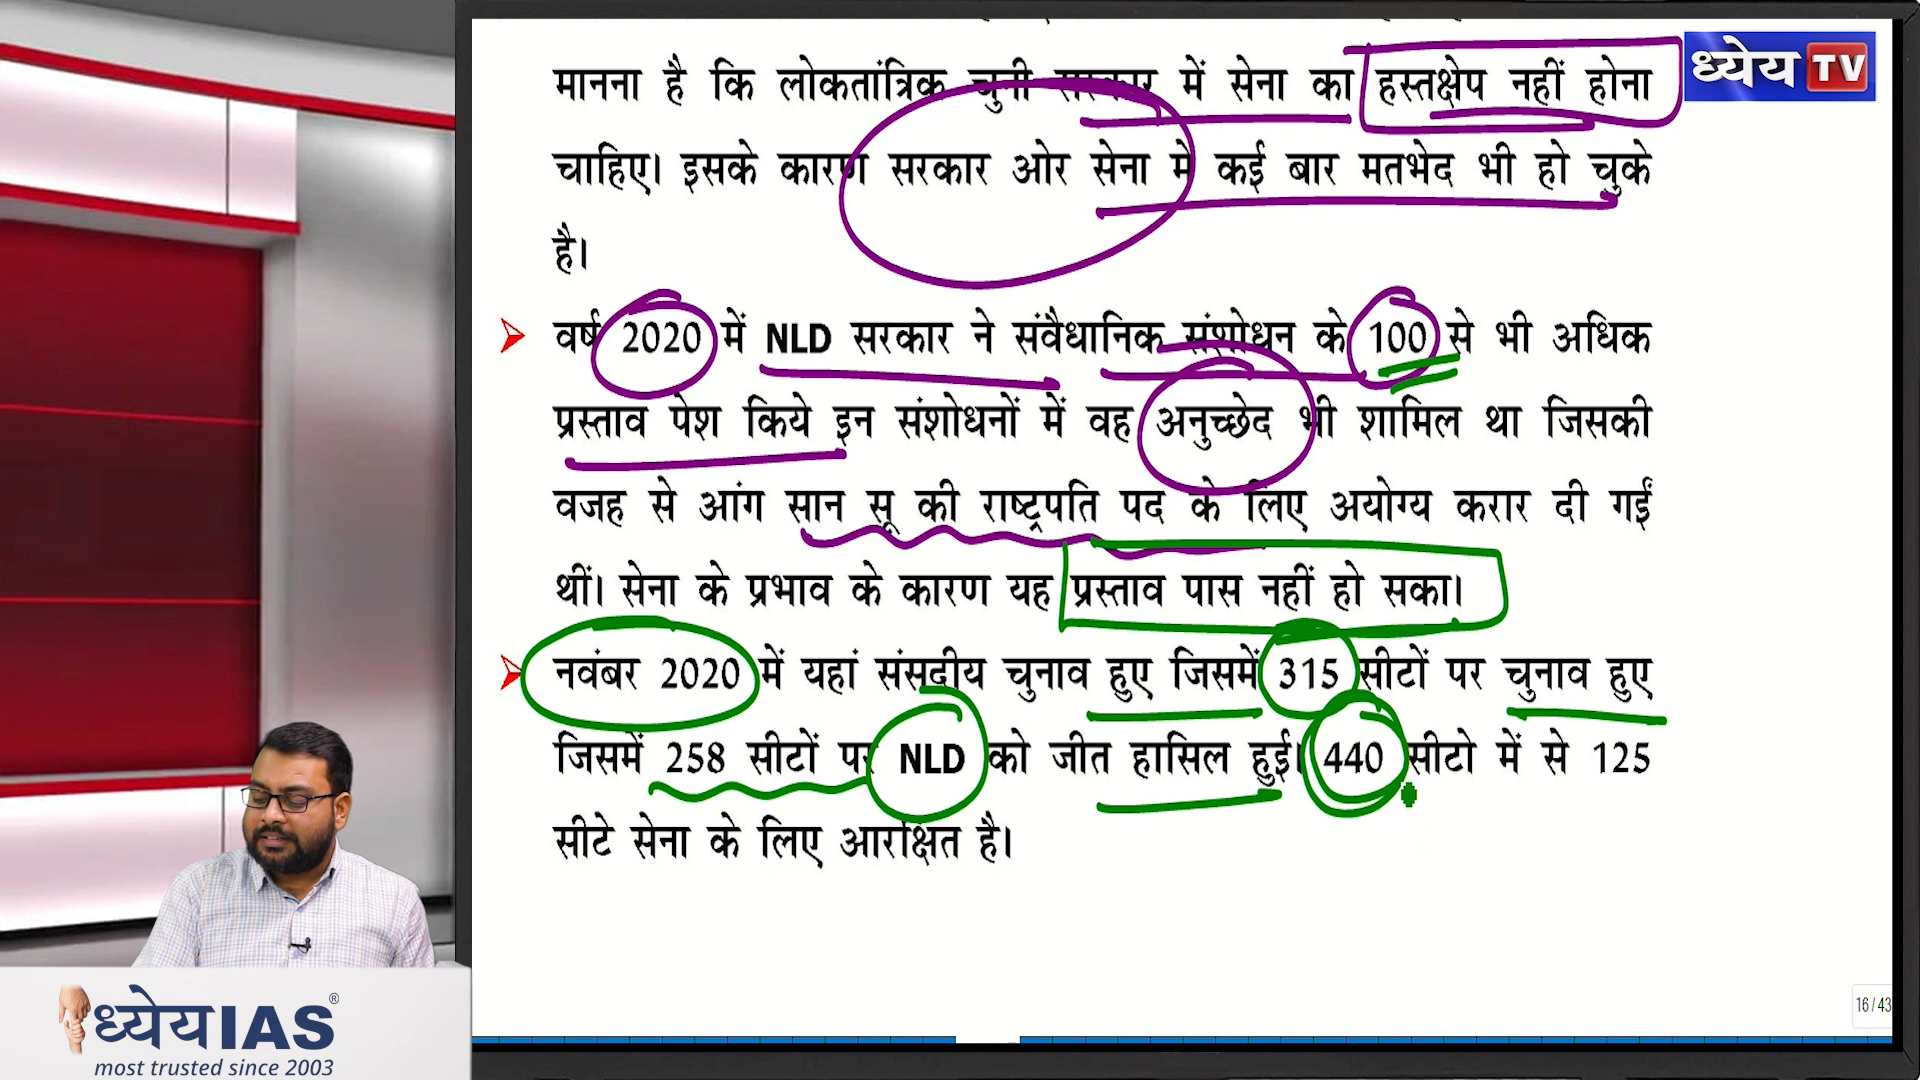 मानना है कि लोकतांत्रिक चुनी सरकार में सेना का हस्तक्षेप नहीं होना
ध्येय TV
चाहिए। इसके कारण सरकार ओर सेना में कई बार मतभेद भी हो चुके
है।
वर्ष 2020 में NLD सरकार ने संवैधानिक संशोधन के 100 से भी अधिक
प्रस्ताव पेश किये इन संशोधनों में वह अनुच्छेद भी शामिल था जिसकी
वजह से आंग सान सू की राष्ट्रपति पद के लिए अयोग्य करार दी गईं
थीं। सेना के प्रभाव के कारण यह प्रस्ताव पास नहीं हो सका।
नवंबर 2020 में यहां संसदीय चुनाव हुए जिसमें 315 सीटों पर चुनाव हुए
जिसमें 258 सीटों पर NLD को जीत हासिल हुई। 440 सीटो में से 125
सीटे सेना के लिए आरक्षित है।
16 / 43
ध्येय IAS ®
most trusted since 2003